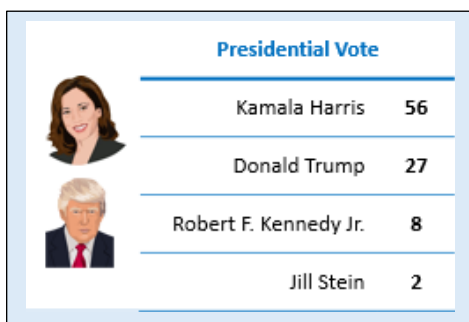 Presidential Vote
Kamala Harris 56
Donald Trump 27
Robert F. Kennedy Jr. 8
Jill Stein 2